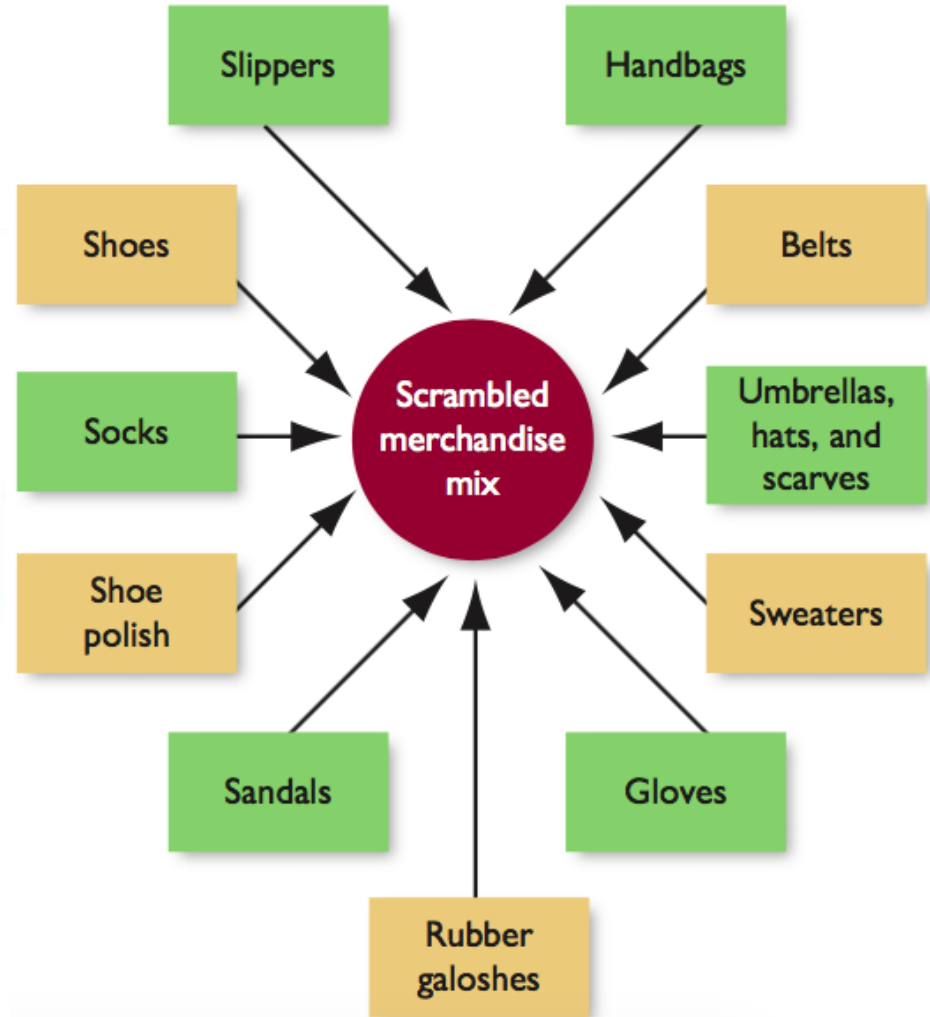 Slippers
Handbags
Shoes
Belts
Scrambled
merchandise
mix
Socks
Umbrellas,
hats, and
scarves
Shoe
polish
Sweaters
Sandals
Gloves
Rubber
galoshes